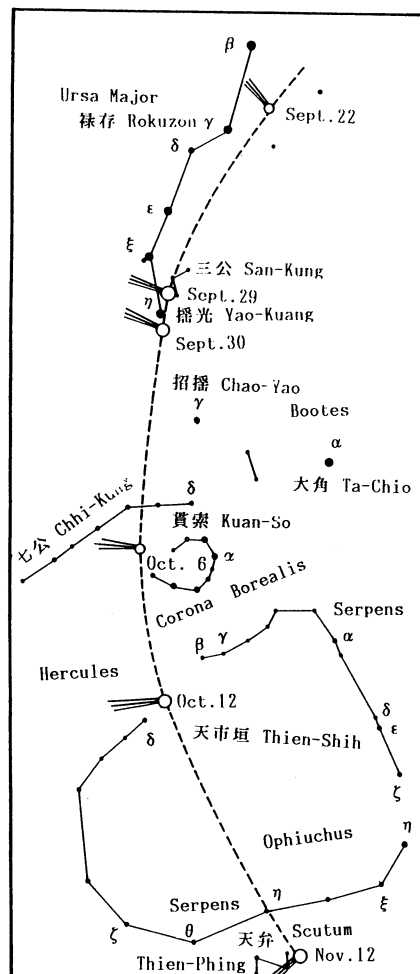 β
Ursa Major
禄存 Rokuzon γ
Sept.22
δ
ε
ξ
三公 San-Kung
η
Sept.29
揺光 Yao-Kuang
Sept.30
招揺 Chao-Yao
γ
Bootes
α
大角 Ta-Chio
七公 Chhi-Kung
δ
貫索 Kuan-So
Oct. 6
α
Corona Borealis
Serpens
β γ
α
Hercules
Oct.12
天市垣 Thien-Shih
δ
δ
ε
ζ
Ophiuchus
η
Serpens
η
ξ
ζ
θ
天弁
Scutum
Thien-Phing
Nov.12